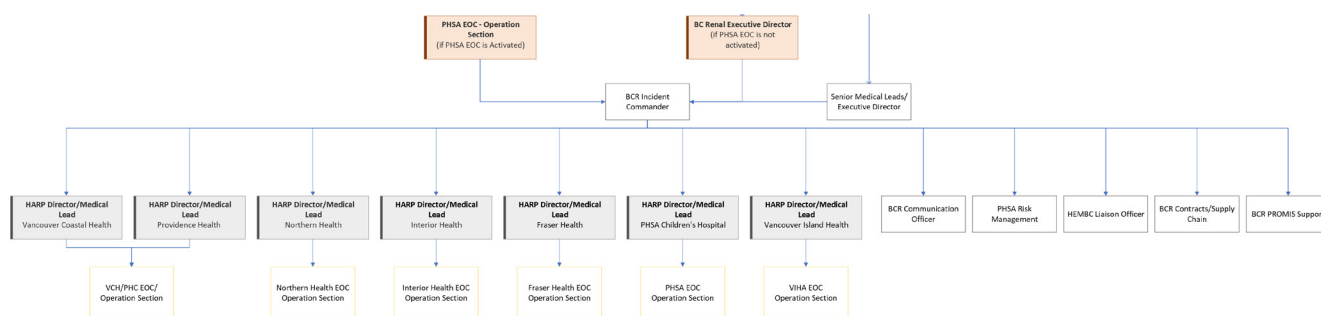 PHSA EOC - Operation
Section
(if PHSA EOC is Activated)
BC Renal Executive Director
(if PHSA EOC is not
activated)
BCR Incident
Commander
Senior Medical Leads/
Executive Director
HARP Director/Medical
Lead
Vancouver Coastal Health
HARP Director/Medical
Lead
Providence Health
HARP Director/Medical
Lead
Northern Health
HARP Director/Medical
Lead
Interior Health
HARP Director/Medical
Lead
Fraser Health
HARP Director/Medical
Lead
PHSA Children's Hospital
HARP Director/Medical
Lead
Vancouver Island Health
BCR Communication
Officer
PHSA Risk
Management
HEMBC Liaison Officer
BCR Contracts/Supply
Chain
BCR PROMIS Support
VCH/PHC EOC/
Operation Section
Northern Health EOC
Operation Section
Interior Health EOC
Operation Section
Fraser Health EOC
Operation Section
PHSA EOC
Operation Section
VIHA EOC
Operation Section